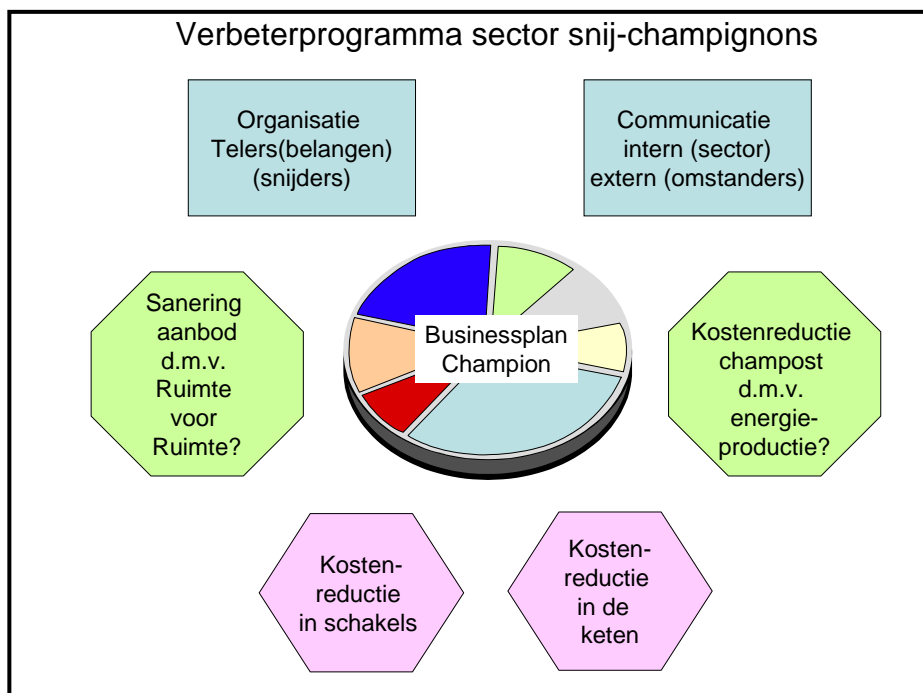 Verbeterprogramma sector snij-champignons
Organisatie
Telers(belangen)
(snijders)
Communicatie
intern (sector)
extern (omstanders)
Sanering
aanbod
d.m.v.
Ruimte
voor
Ruimte?
Businessplan
Champion
Kostenreductie
champost
d.m.v.
energie-
productie?
Kosten-
reductie
in schakels
Kosten-
reductie
in de
keten